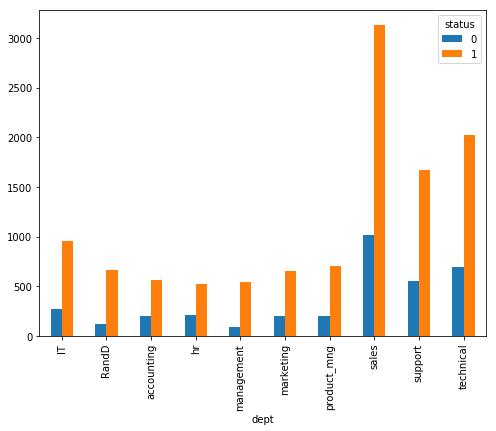 status
0
1
3000
2500
2000
1500
1000
500
0
IT
RandD
accounting
hr
management
marketing
product_mng
sales
support
technical
dept